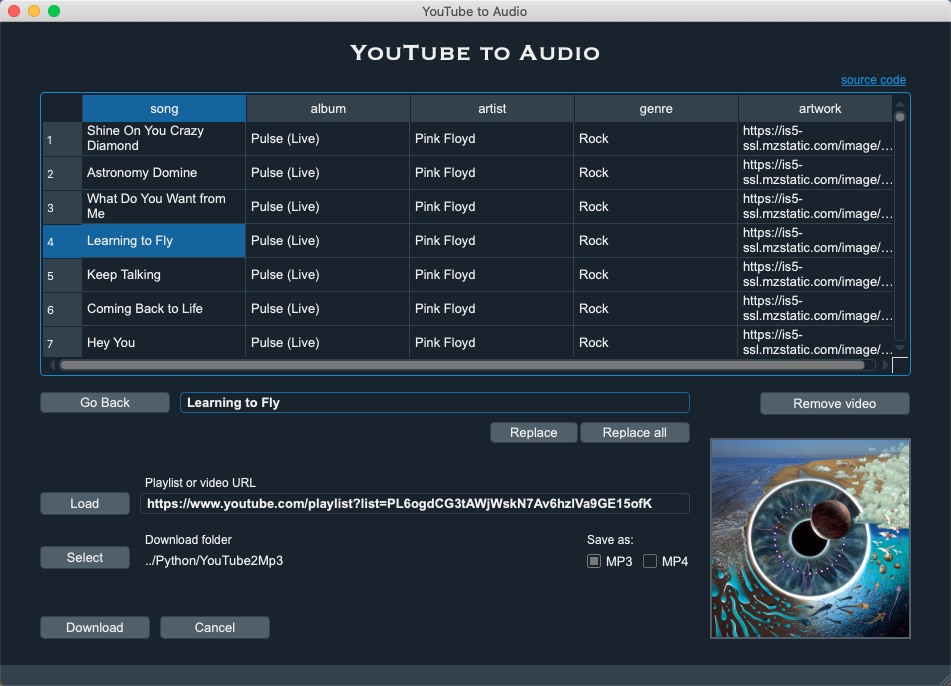 YouTube to Audio
YouTube to Audio
source code
song album artist genre artwork
1 Shine On You Crazy Diamond Pulse (Live) Pink Floyd Rock https://is5-ssl.mzstatic.com/image/…
2 Astronomy Domine Pulse (Live) Pink Floyd Rock https://is5-ssl.mzstatic.com/image/…
3 What Do You Want from Me Pulse (Live) Pink Floyd Rock https://is5-ssl.mzstatic.com/image/…
4 Learning to Fly Pulse (Live) Pink Floyd Rock https://is5-ssl.mzstatic.com/image/…
5 Keep Talking Pulse (Live) Pink Floyd Rock https://is5-ssl.mzstatic.com/image/…
6 Coming Back to Life Pulse (Live) Pink Floyd Rock https://is5-ssl.mzstatic.com/image/…
7 Hey You Pulse (Live) Pink Floyd Rock https://is5-ssl.mzstatic.com/image/…
Go Back Learning to Fly Remove video
Replace Replace all
Playlist or video URL
Load https://www.youtube.com/playlist?list=PL6ogdCG3tAWjWskN7Av6hzIVa9GE15ofK
Download folder Save as:
Select ../Python/YouTube2Mp3 MP3 MP4
Download Cancel